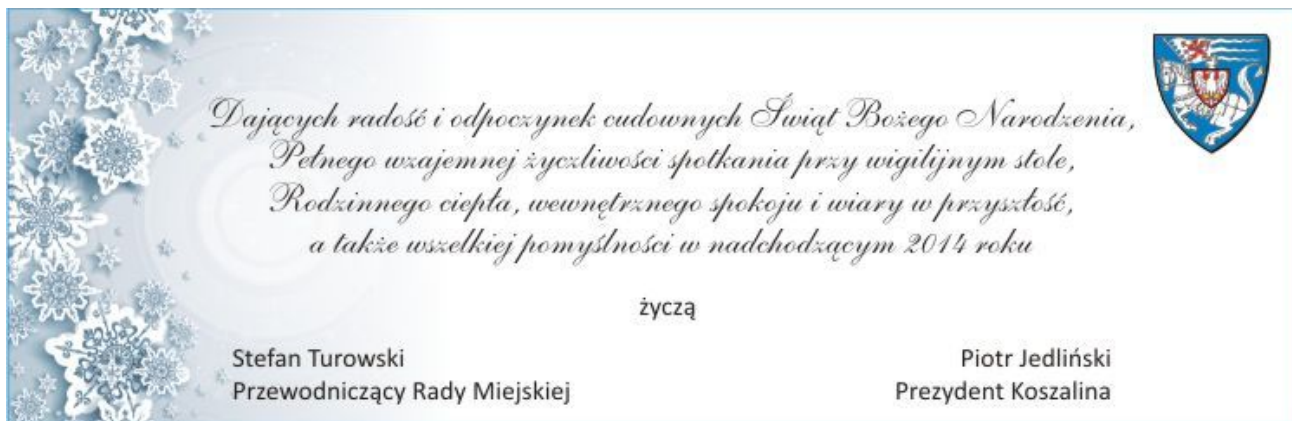 Dających radość i odpoczynek cudownych Świąt Bożego Narodzenia,
Pełnego wzajemnej życzliwości spotkania przy wigilijnym stole,
Rodzinnego ciepła, wewnętrznego spokoju i wiary w przyszłość,
a także wszelkiej pomyślności w nadchodzącym 2014 roku
życzą
Stefan Turowski
Przewodniczący Rady Miejskiej
Piotr Jedliński
Prezydent Koszalina